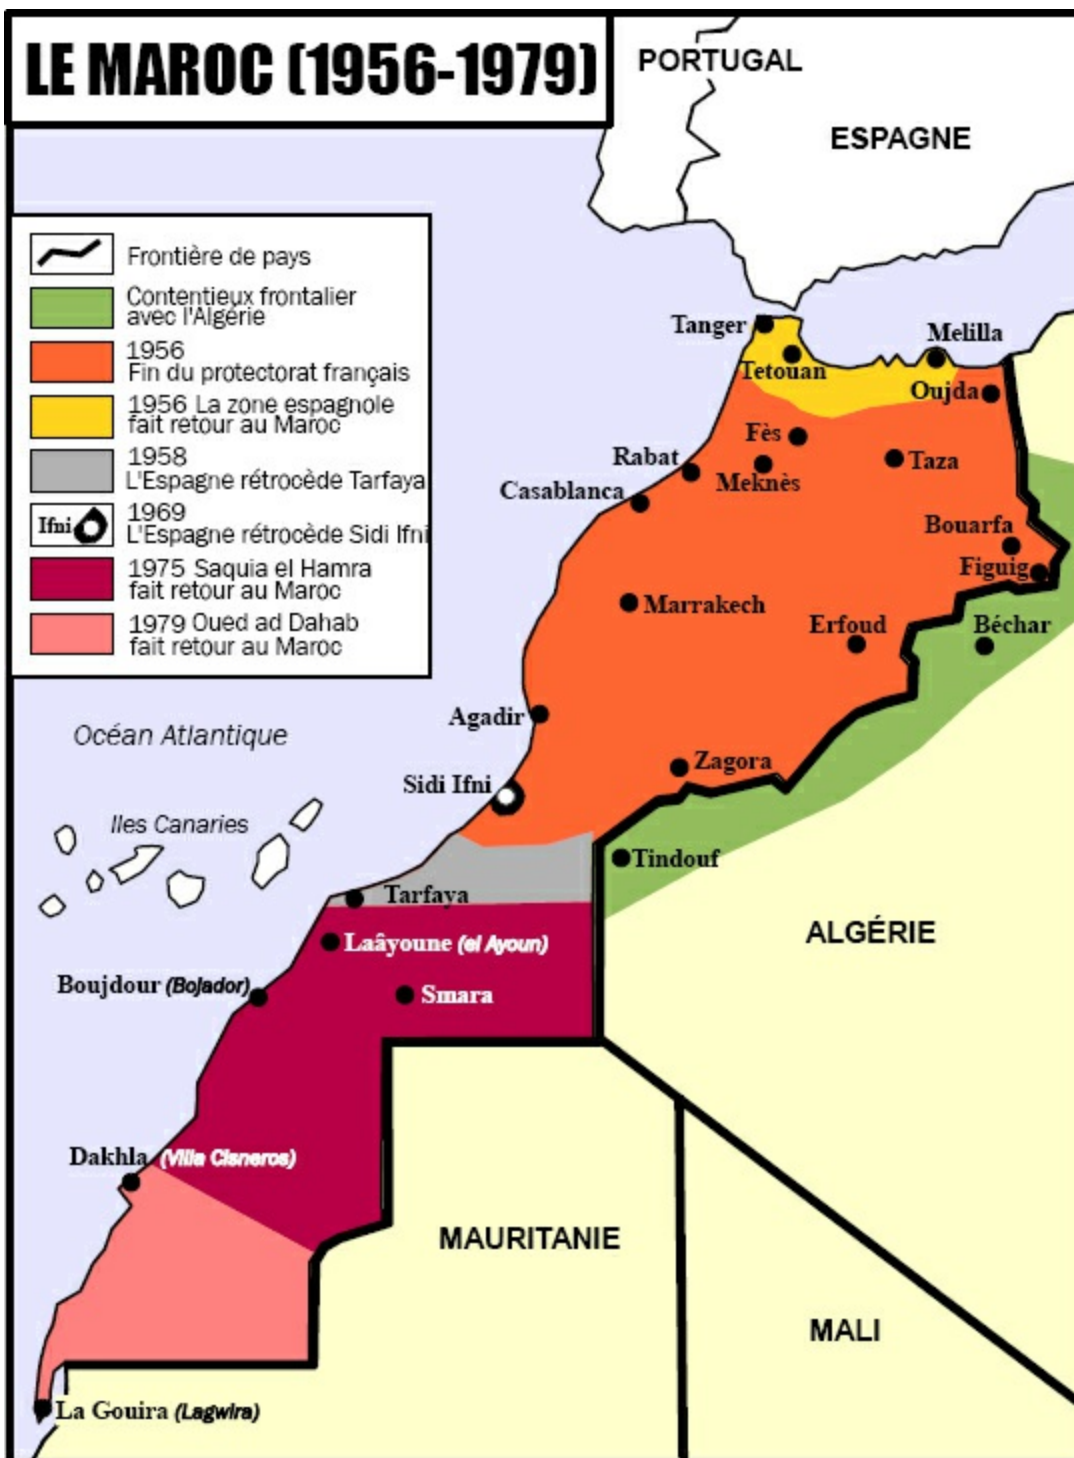 LE MAROC (1956-1979)
PORTUGAL
ESPAGNE
Frontière de pays
Contentieux frontalier
avec l'Algérie
1956
Fin du protectorat français
1956 La zone espagnole
fait retour au Maroc
1958
L'Espagne rétrocède Tarfaya
Ifni
1969
L'Espagne rétrocède Sidi Ifni
1975 Saquia el Hamra
fait retour au Maroc
1979 Oued ad Dahab
fait retour au Maroc
Tanger
Melilla
Tetouan
Oujda
Fès
Rabat
Taza
Meknès
Casablanca
Bouarfa
Figuig
Marrakech
Erfoud
Béchar
Agadir
Océan Atlantique
Zagora
Sidi Ifni
Iles Canaries
Tindouf
Tarfaya
ALGÉRIE
Laâyoune (el Ayoun)
Boujdour (Bojador)
Smara
Dakhla (Villa Cisneros)
MAURITANIE
MALI
La Gouira (Lagwira)